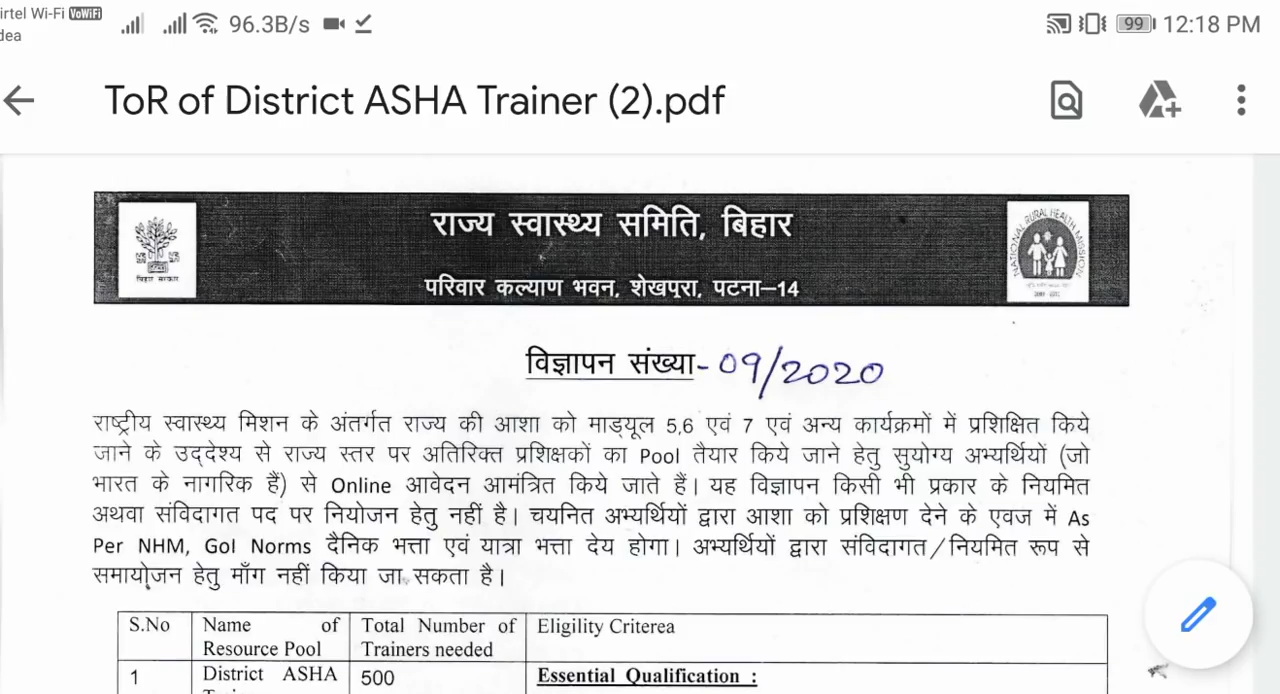 irtel Wi-Fi VoWiFi
dea
96.3B/s
99 12:18 PM
ToR of District ASHA Trainer (2).pdf
राज्य स्वास्थ्य समिति, बिहार
परिवार कल्याण भवन, शेखपुरा, पटना–14
बिहार सरकार
NATIONAL RURAL HEALTH MISSION
विज्ञापन संख्या-09/2020
राष्ट्रीय स्वास्थ्य मिशन के अंतर्गत राज्य की आशा को माड्यूल 5,6 एवं 7 एवं अन्य कार्यक्रमों में प्रशिक्षित किये
जाने के उद्देश्य से राज्य स्तर पर अतिरिक्त प्रशिक्षकों का Pool तैयार किये जाने हेतु सुयोग्य अभ्यर्थियों (जो
भारत के नागरिक हैं) से Online आवेदन आमंत्रित किये जाते हैं। यह विज्ञापन किसी भी प्रकार के नियमित
अथवा संविदागत पद पर नियोजन हेतु नहीं है। चयनित अभ्यर्थियों द्वारा आशा को प्रशिक्षण देने के एवज में As
Per NHM, GoI Norms दैनिक भत्ता एवं यात्रा भत्ता देय होगा। अभ्यर्थियों द्वारा संविदागत/नियमित रूप से
समायोजन हेतु माँग नहीं किया जा सकता है।
S.No Name of Resource Pool Total Number of Trainers needed Eligility Criterea
1 District ASHA 500 Essential Qualification :